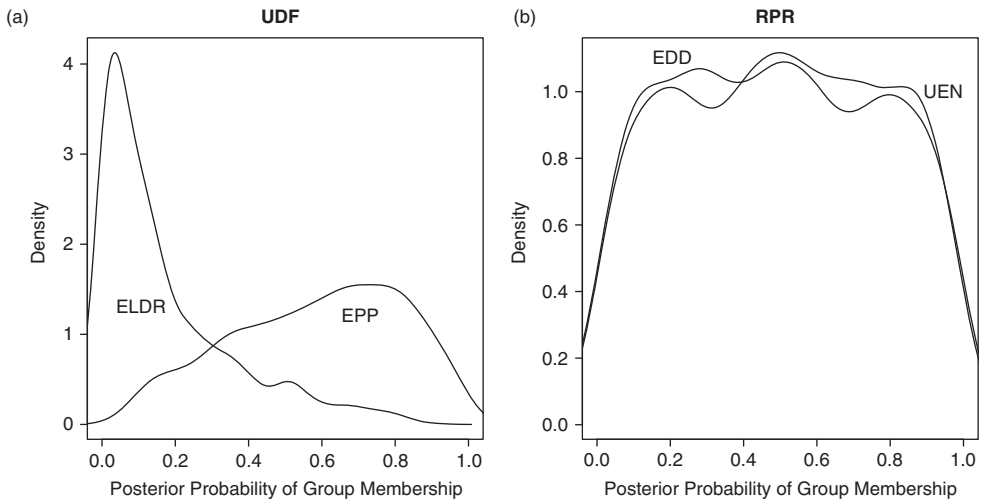 (a)
UDF
4
3
2
1
0
Density
ELDR
EPP
0.0 0.2 0.4 0.6 0.8 1.0
Posterior Probability of Group Membership
(b)
RPR
1.0
0.8
0.6
0.4
0.2
0.0
Density
EDD
UEN
0.0 0.2 0.4 0.6 0.8 1.0
Posterior Probability of Group Membership